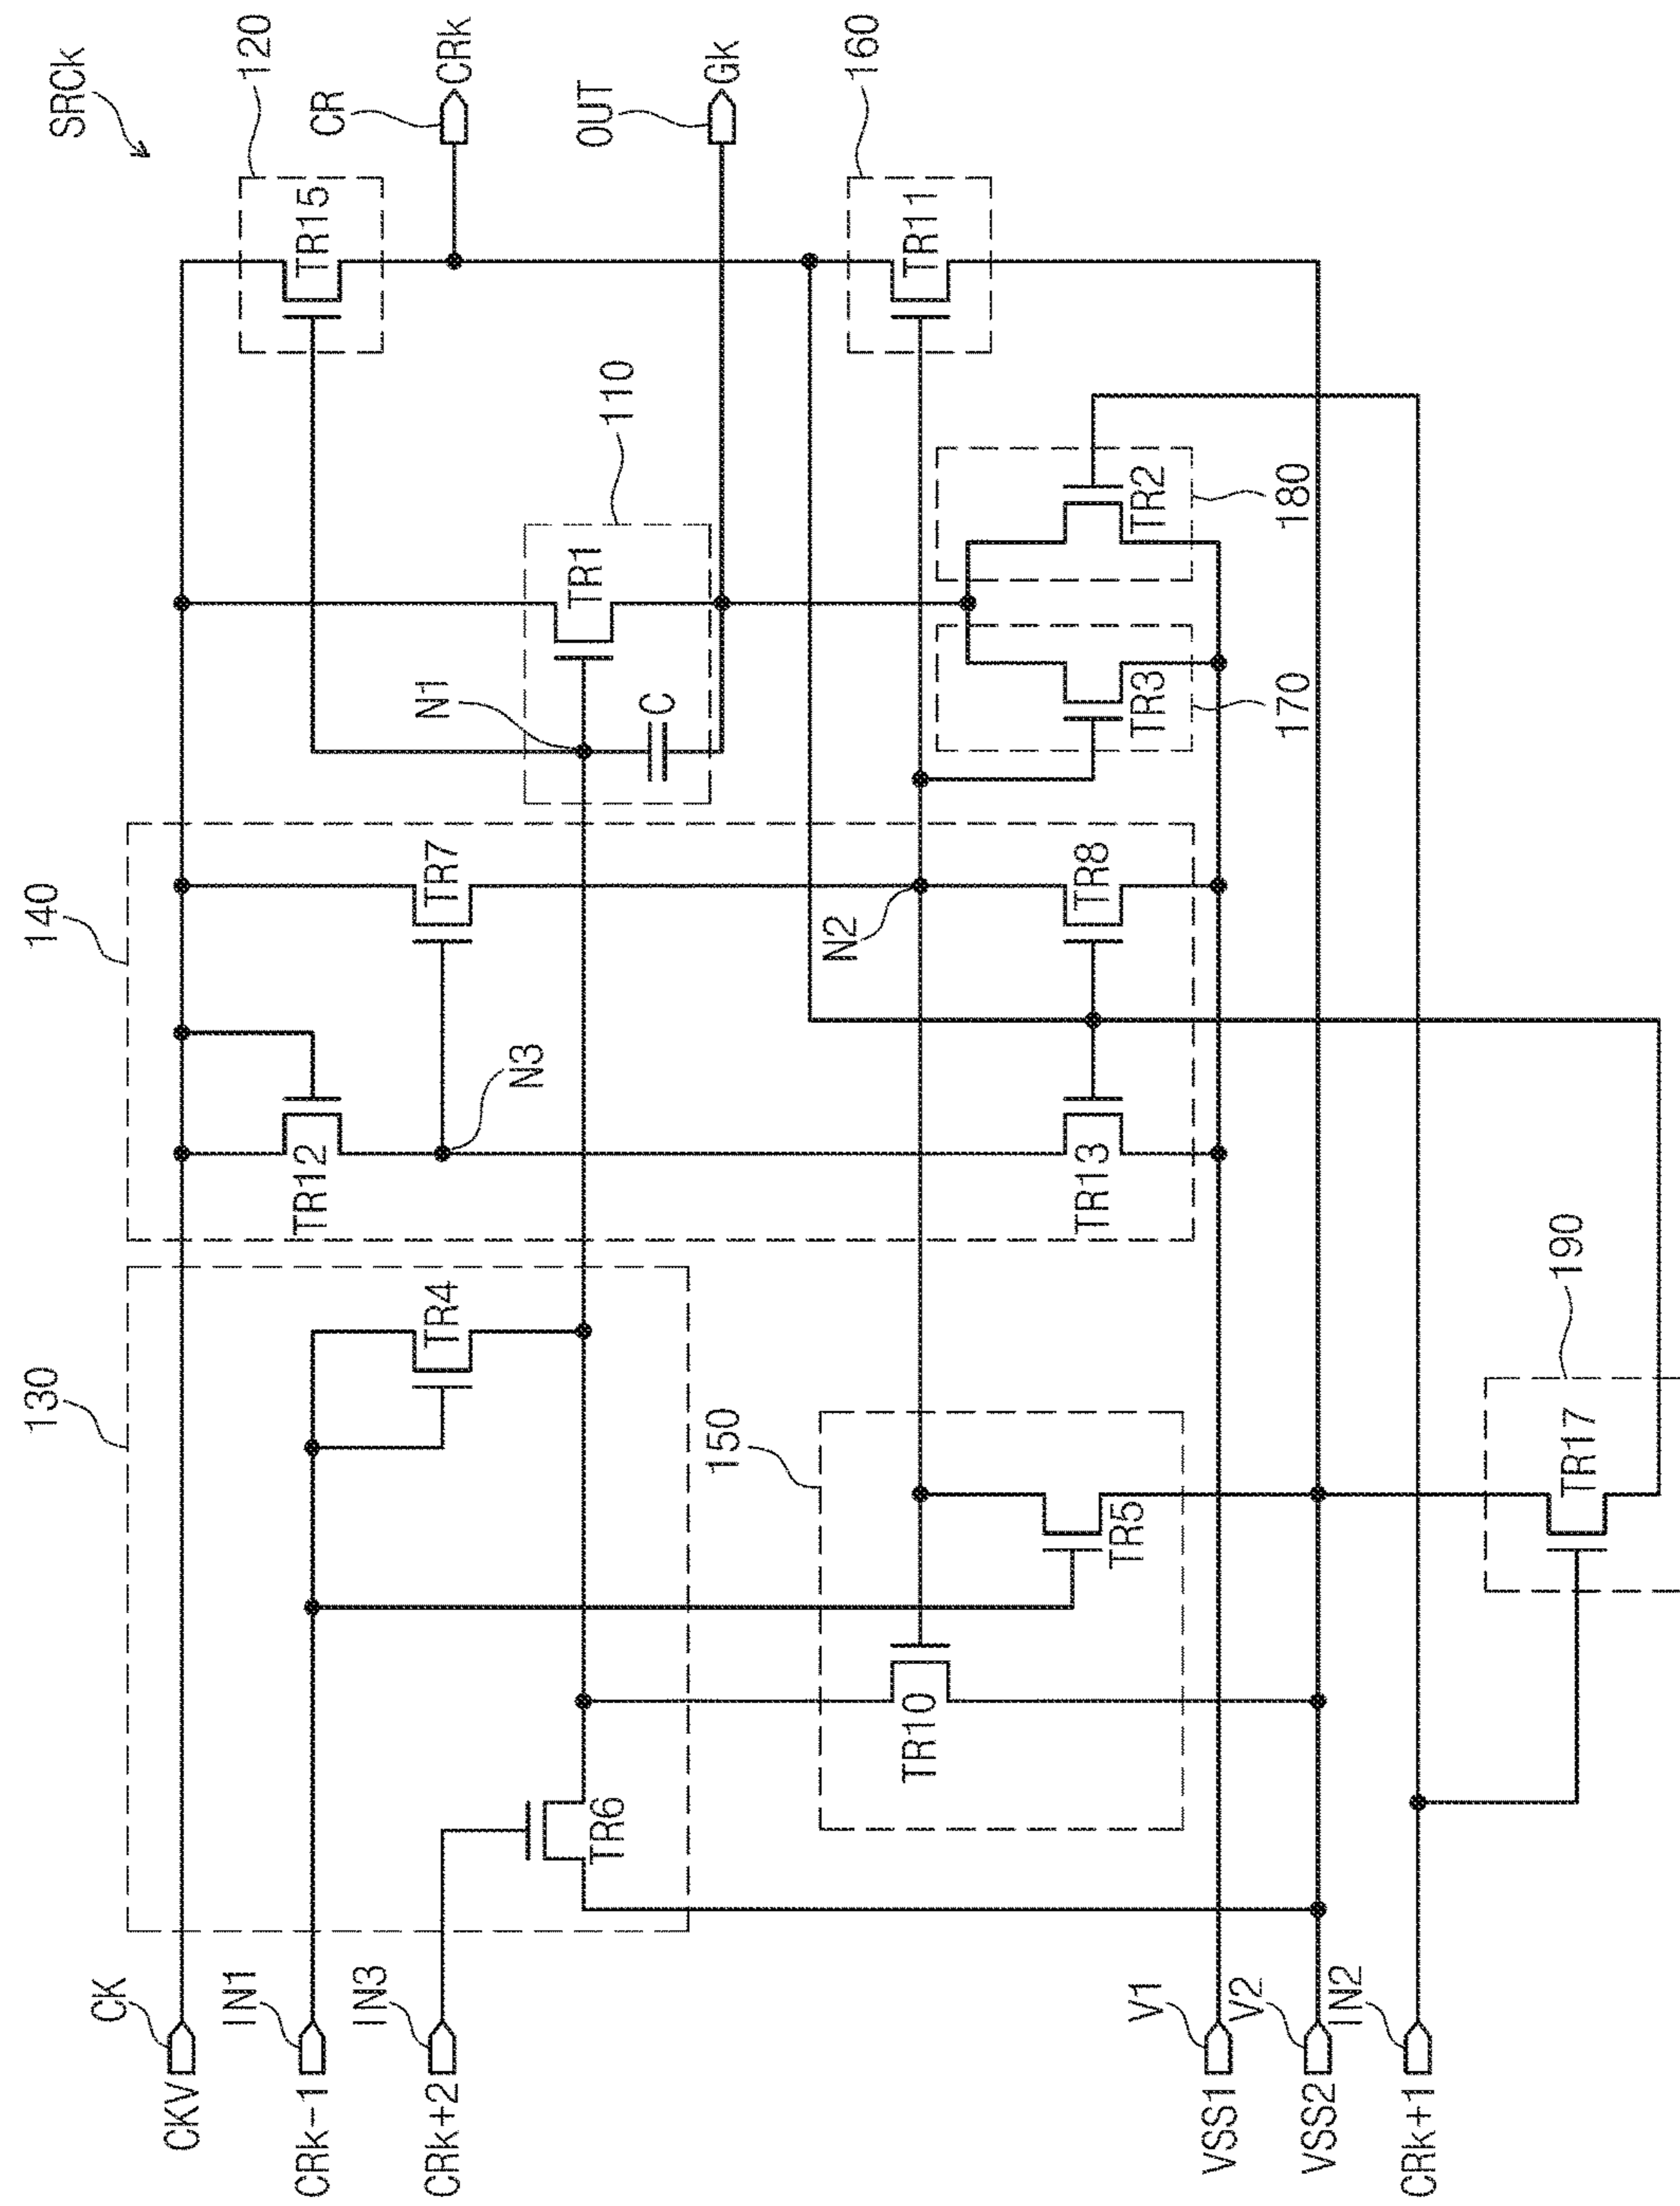 SRCk
130
140
110
120
CK
CKV
TR12
TR15
CR
CRk
IN1
CRk-1
TR4
TR7
N1
TR1
IN3
CRk+2
N3
TR6
C
OUT
Gk
150
N2
160
TR10
TR5
TR13
TR8
TR3
TR2
TR11
170
180
V1
VSS1
V2
VSS2
IN2
CRk+1
190
TR17